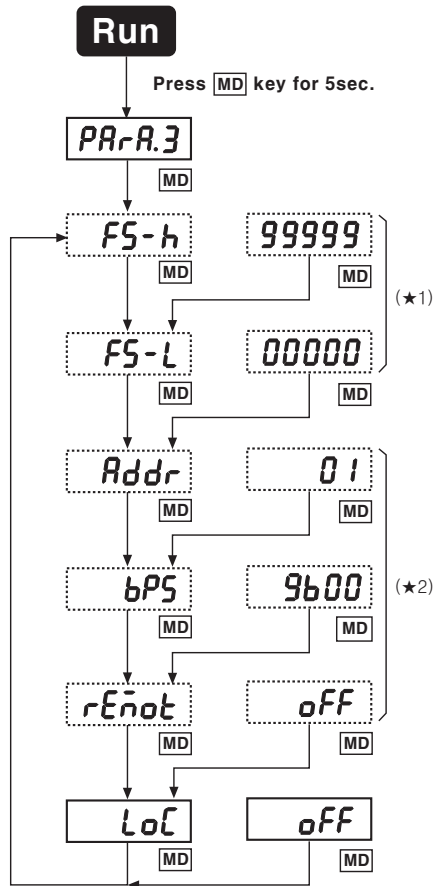 Run
Press MD key for 5sec.
PArA.3
MD
FS-h 99999
MD MD
(★1)
FS-L 00000
MD MD
Addr 01
MD MD
bPS 9600
MD MD
(★2)
rEmot oFF
MD MD
LoC oFF
MD MD